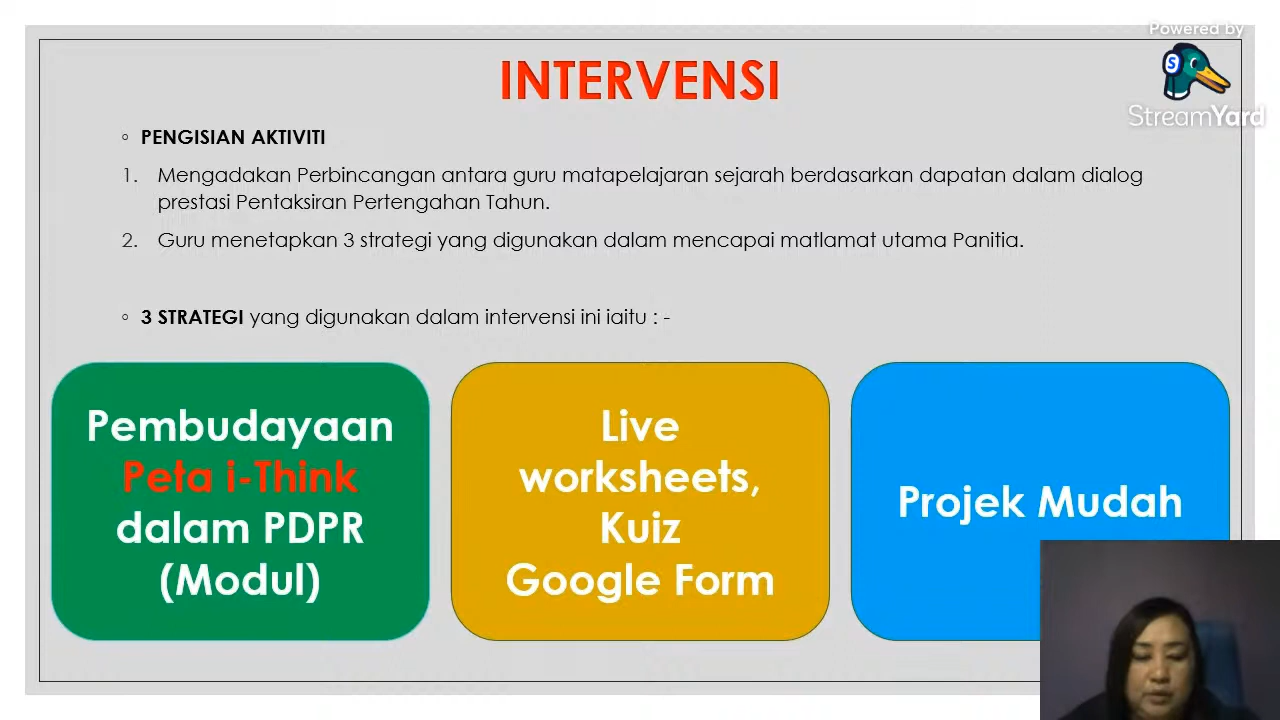 Powered by
StreamYard
INTERVENSI
◦ PENGISIAN AKTIVITI
1. Mengadakan Perbincangan antara guru matapelajaran sejarah berdasarkan dapatan dalam dialog
prestasi Pentaksiran Pertengahan Tahun.
2. Guru menetapkan 3 strategi yang digunakan dalam mencapai matlamat utama Panitia.
◦ 3 STRATEGI yang digunakan dalam intervensi ini iaitu : -
Pembudayaan
Peta i-Think
dalam PDPR
(Modul)
Live
worksheets,
Kuiz
Google Form
Projek Mudah